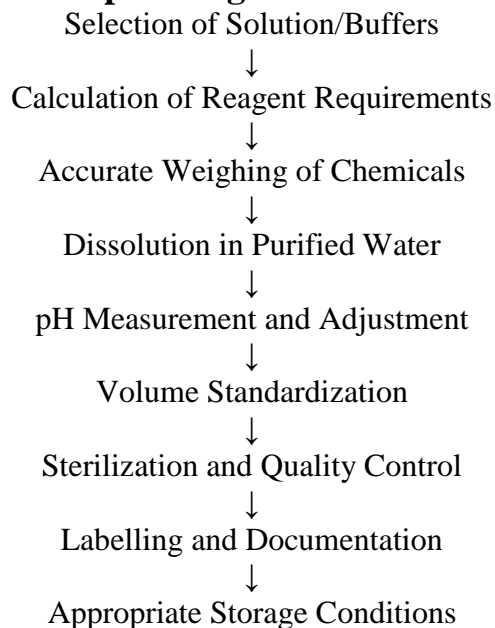 Selection of Solution/Buffers
↓
Calculation of Reagent Requirements
↓
Accurate Weighing of Chemicals
↓
Dissolution in Purified Water
↓
pH Measurement and Adjustment
↓
Volume Standardization
↓
Sterilization and Quality Control
↓
Labelling and Documentation
↓
Appropriate Storage Conditions